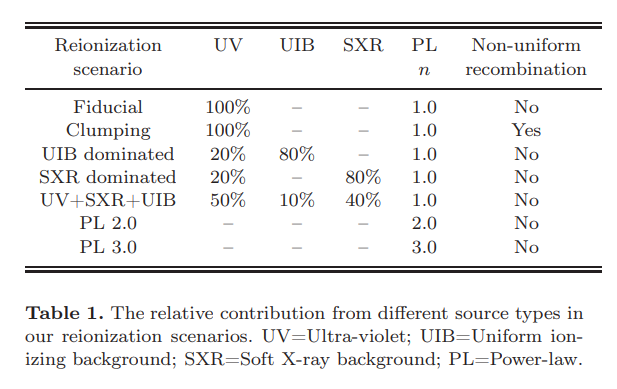 Reionization UV UIB SXR PL Non-uniform
scenario n recombination
Fiducial 100% – – 1.0 No
Clumping 100% – – 1.0 Yes
UIB dominated 20% 80% – 1.0 No
SXR dominated 20% – 80% 1.0 No
UV+SXR+UIB 50% 10% 40% 1.0 No
PL 2.0 – – – 2.0 No
PL 3.0 – – – 3.0 No
Table 1. The relative contribution from different source types in
our reionization scenarios. UV=Ultra-violet; UIB=Uniform ion-
izing background; SXR=Soft X-ray background; PL=Power-law.